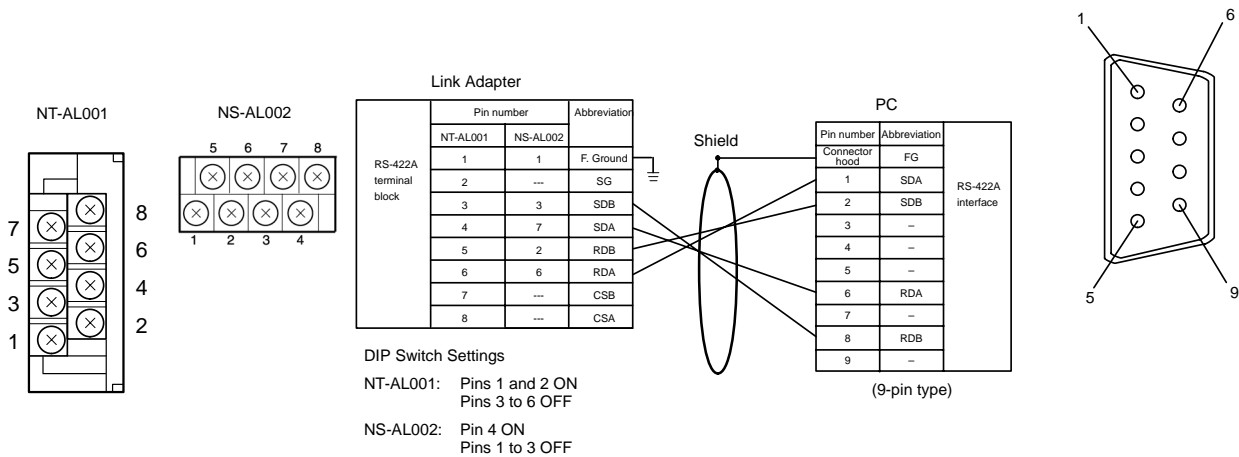 Link Adapter
NT-AL001
NS-AL002
7
5
3
1
8
6
4
2
5 6 7 8
1 2 3 4
RS-422A
terminal
block
Pin number Abbreviation
NT-AL001 NS-AL002
1 1 F. Ground
2 --- SG
3 3 SDB
4 7 SDA
5 2 RDB
6 6 RDA
7 --- CSB
8 --- CSA
DIP Switch Settings
NT-AL001: Pins 1 and 2 ON
Pins 3 to 6 OFF
NS-AL002: Pin 4 ON
Pins 1 to 3 OFF
Shield
PC
Pin number Abbreviation
Connector
hood FG
1 SDA
2 SDB
3 –
4 –
5 –
6 RDA
7 –
8 RDB
9 –
RS-422A
interface
(9-pin type)
1 6
5 9